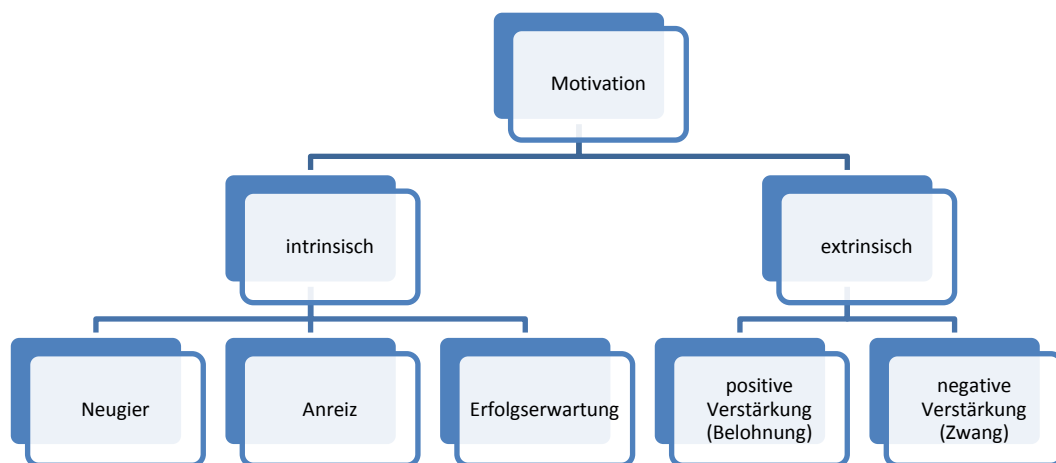 Motivation
intrinsisch
extrinsisch
Neugier
Anreiz
Erfolgserwartung
positive
Verstärkung
(Belohnung)
negative
Verstärkung
(Zwang)